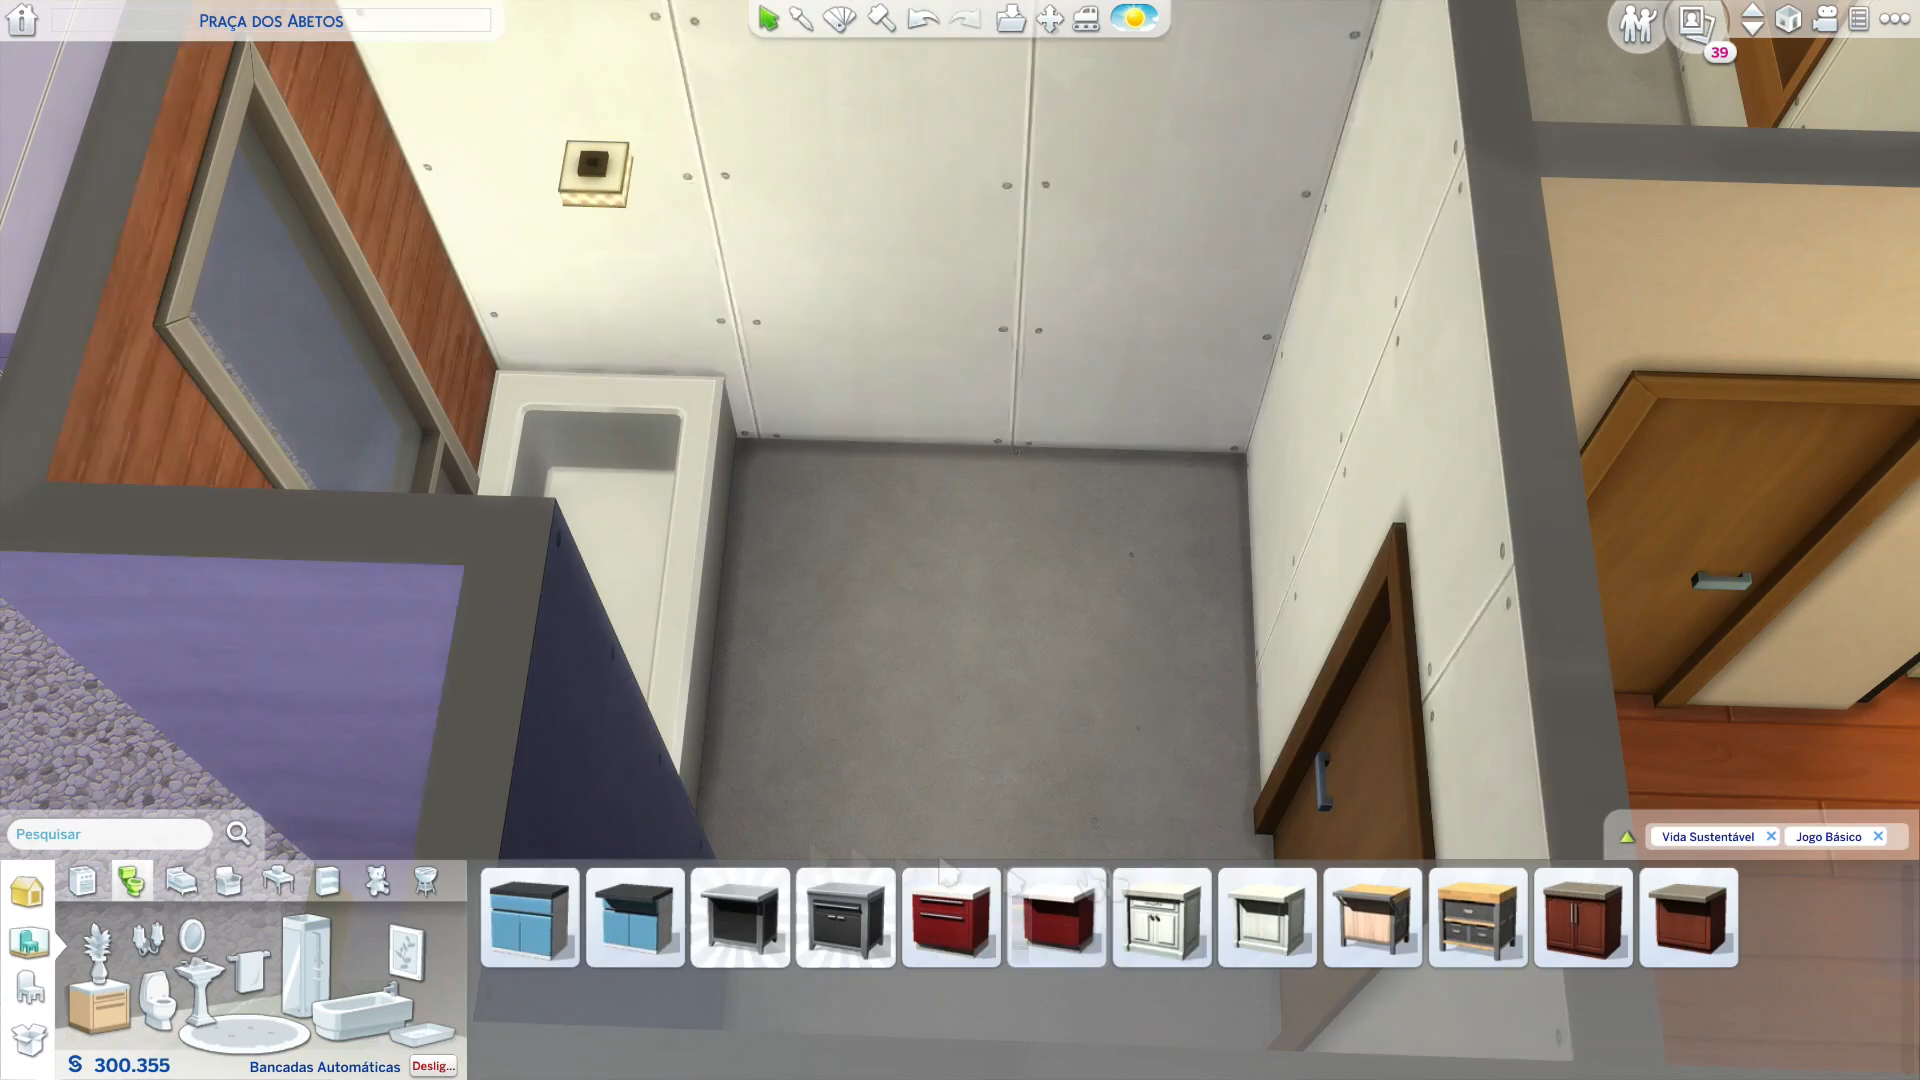 PRAÇA DOS ABETOS
39
Pesquisar
Vida Sustentável
Jogo Básico
300.355
Bancadas Automáticas
Deslig...